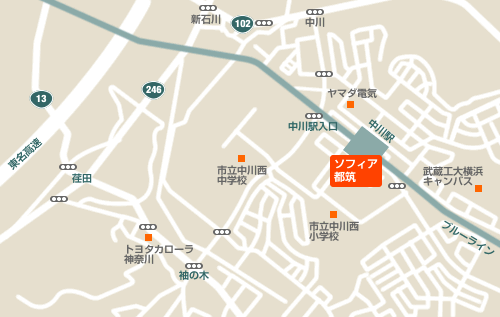 新石川
102
中川
246
13
ヤマダ電気
中川駅入口
中川駅
東名高速
荏田
市立中川西
中学校
ソフィア
都筑
武蔵工大横浜
キャンパス
市立中川西
小学校
ブルーライン
トヨタカローラ
神奈川
袖の木